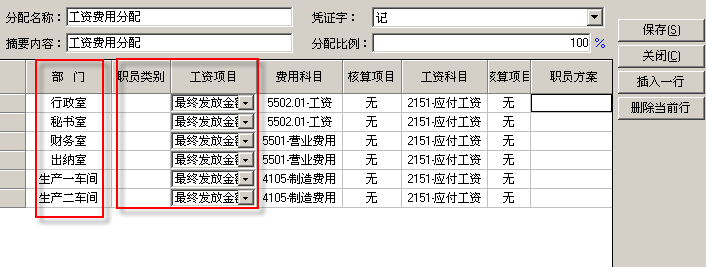 分配名称： 工资费用分配 凭证字： 记
摘要内容： 工资费用分配 分配比例： 100 %
保存(S)
关闭(C)
插入一行
删除当前行
部 门 职员类别 工资项目 费用科目 核算项目 工资科目 核算项目 职员方案
行政室 最终发放金额 5502.01-工资 无 2151-应付工资 无
秘书室 最终发放金额 5502.01-工资 无 2151-应付工资 无
财务室 最终发放金额 5501-营业费用 无 2151-应付工资 无
出纳室 最终发放金额 5501-营业费用 无 2151-应付工资 无
生产一车间 最终发放金额 4105-制造费用 无 2151-应付工资 无
生产二车间 最终发放金额 4105-制造费用 无 2151-应付工资 无